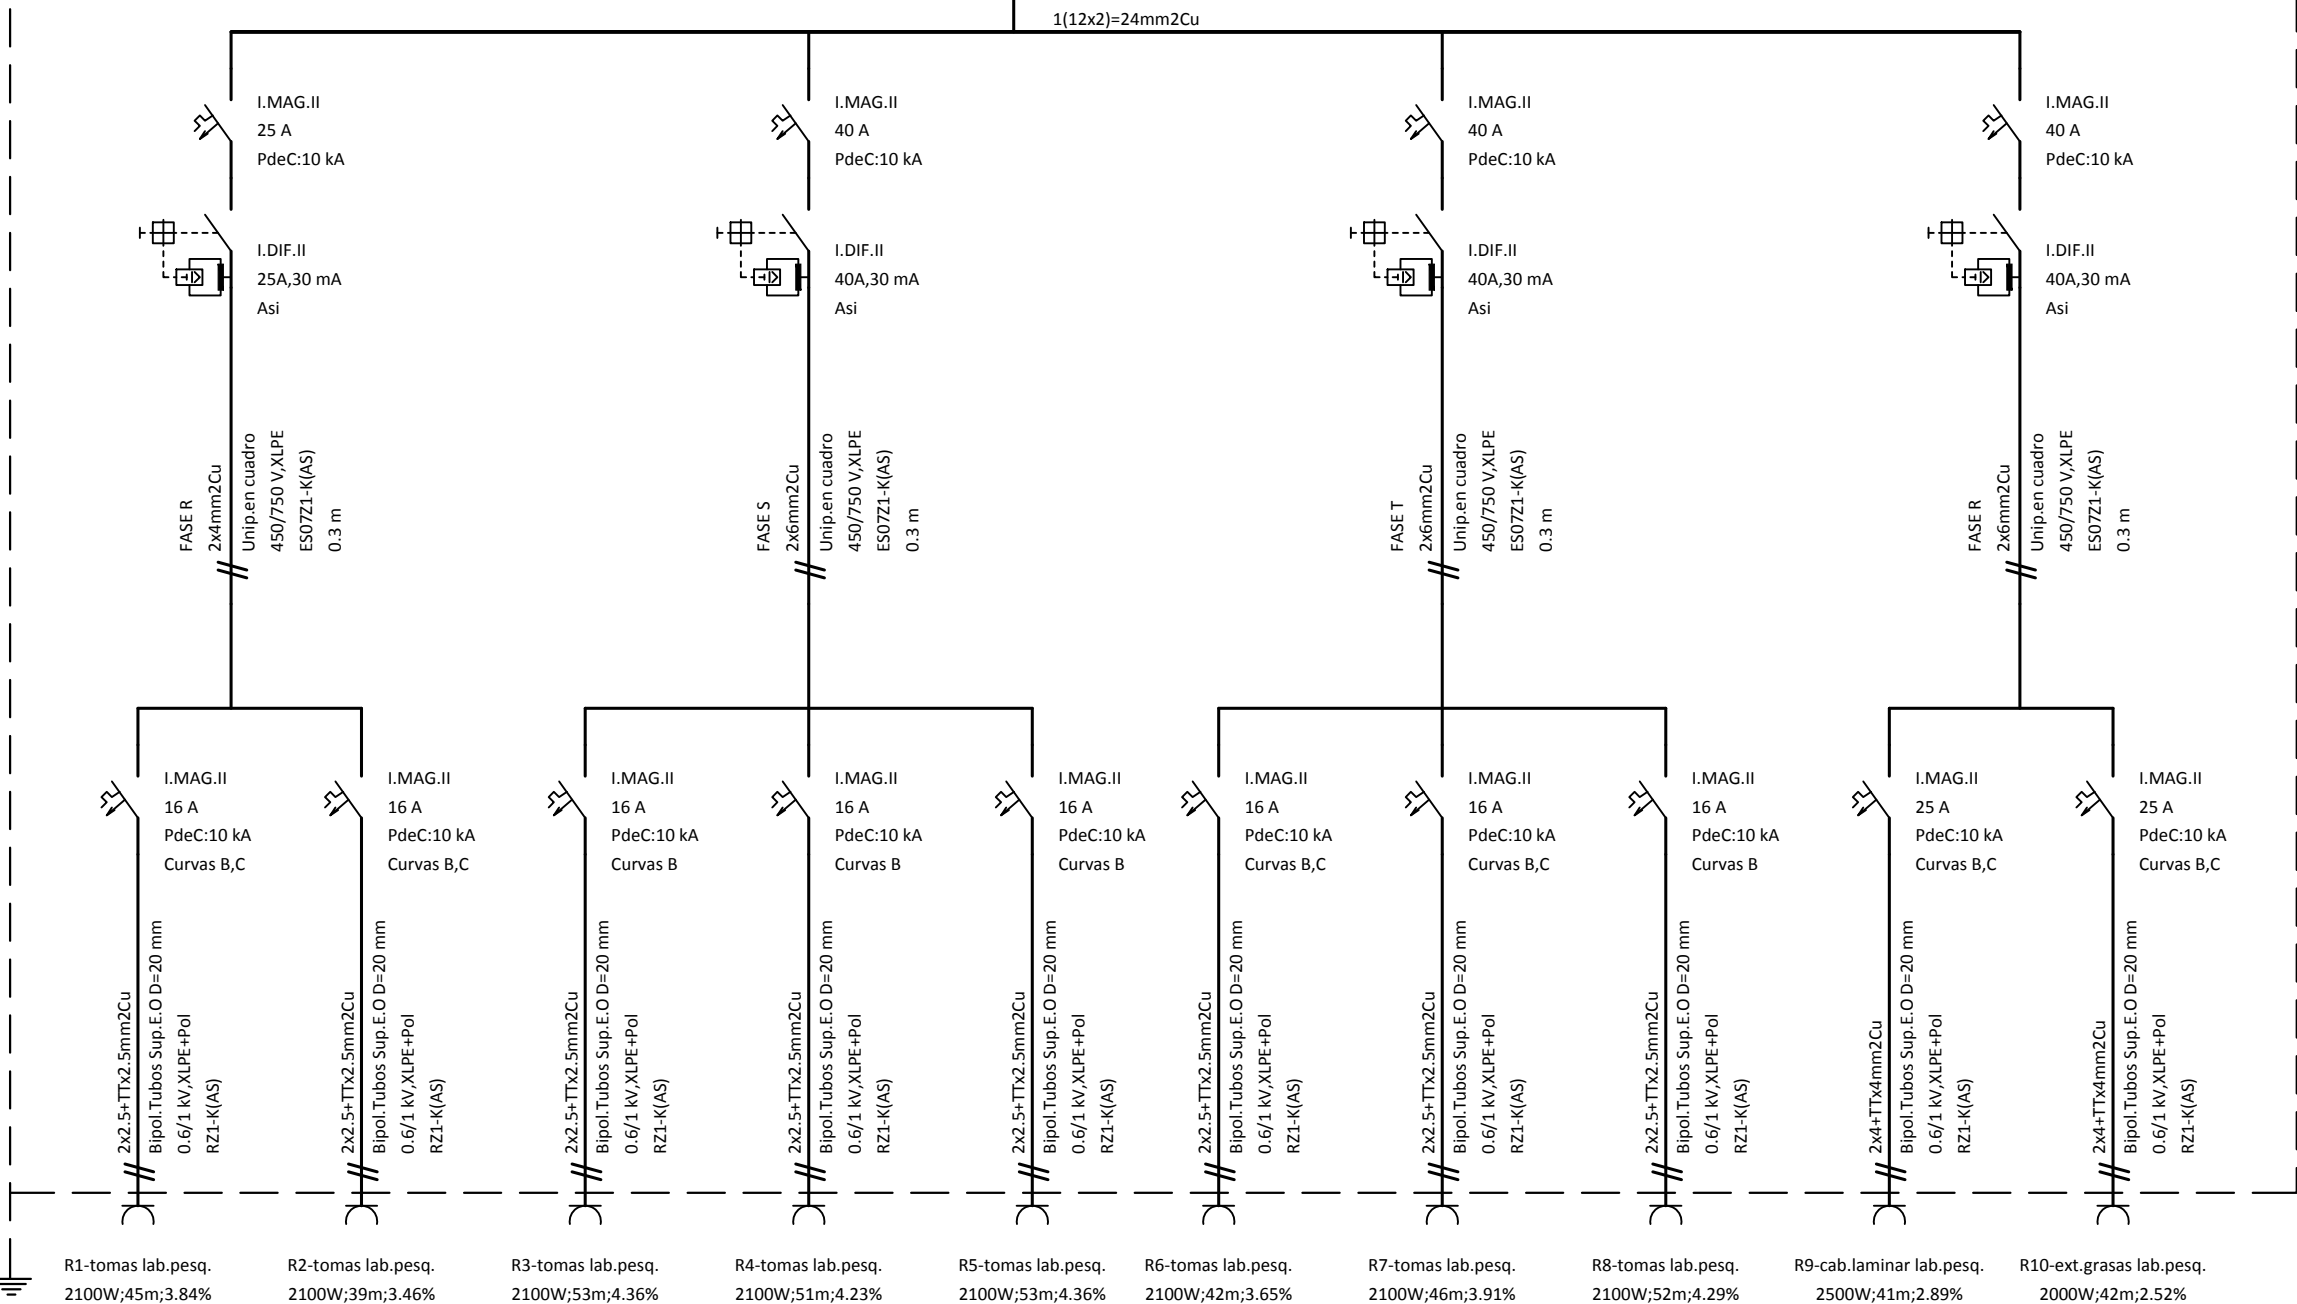 1(12x2)=24mm2Cu
I.MAG.II
25 A
PdeC:10 kA
I.MAG.II
40 A
PdeC:10 kA
I.MAG.II
40 A
PdeC:10 kA
I.MAG.II
40 A
PdeC:10 kA
I.DIF.II
25A,30 mA
Asi
I.DIF.II
40A,30 mA
Asi
I.DIF.II
40A,30 mA
Asi
I.DIF.II
40A,30 mA
Asi
FASE R
2x4mm2Cu
Unip.en cuadro
450/750 V,XLPE
ES07Z1-K(AS)
0.3 m
FASE S
2x6mm2Cu
Unip.en cuadro
450/750 V,XLPE
ES07Z1-K(AS)
0.3 m
FASE T
2x6mm2Cu
Unip.en cuadro
450/750 V,XLPE
ES07Z1-K(AS)
0.3 m
FASE R
2x6mm2Cu
Unip.en cuadro
450/750 V,XLPE
ES07Z1-K(AS)
0.3 m
I.MAG.II
16 A
PdeC:10 kA
Curvas B,C
I.MAG.II
16 A
PdeC:10 kA
Curvas B,C
I.MAG.II
16 A
PdeC:10 kA
Curvas B
I.MAG.II
16 A
PdeC:10 kA
Curvas B
I.MAG.II
16 A
PdeC:10 kA
Curvas B
I.MAG.II
16 A
PdeC:10 kA
Curvas B,C
I.MAG.II
16 A
PdeC:10 kA
Curvas B,C
I.MAG.II
16 A
PdeC:10 kA
Curvas B
I.MAG.II
25 A
PdeC:10 kA
Curvas B,C
I.MAG.II
25 A
PdeC:10 kA
Curvas B,C
2x2.5+TTx2.5mm2Cu
Bipol.Tubos Sup.E.O D=20 mm
0.6/1 kV,XLPE+Pol
RZ1-K(AS)
2x2.5+TTx2.5mm2Cu
Bipol.Tubos Sup.E.O D=20 mm
0.6/1 kV,XLPE+Pol
RZ1-K(AS)
2x2.5+TTx2.5mm2Cu
Bipol.Tubos Sup.E.O D=20 mm
0.6/1 kV,XLPE+Pol
RZ1-K(AS)
2x2.5+TTx2.5mm2Cu
Bipol.Tubos Sup.E.O D=20 mm
0.6/1 kV,XLPE+Pol
RZ1-K(AS)
2x2.5+TTx2.5mm2Cu
Bipol.Tubos Sup.E.O D=20 mm
0.6/1 kV,XLPE+Pol
RZ1-K(AS)
2x2.5+TTx2.5mm2Cu
Bipol.Tubos Sup.E.O D=20 mm
0.6/1 kV,XLPE+Pol
RZ1-K(AS)
2x2.5+TTx2.5mm2Cu
Bipol.Tubos Sup.E.O D=20 mm
0.6/1 kV,XLPE+Pol
RZ1-K(AS)
2x2.5+TTx2.5mm2Cu
Bipol.Tubos Sup.E.O D=20 mm
0.6/1 kV,XLPE+Pol
RZ1-K(AS)
2x4+TTx4mm2Cu
Bipol.Tubos Sup.E.O D=20 mm
0.6/1 kV,XLPE+Pol
RZ1-K(AS)
2x4+TTx4mm2Cu
Bipol.Tubos Sup.E.O D=20 mm
0.6/1 kV,XLPE+Pol
RZ1-K(AS)
R1-tomas lab.pesq.
2100W;45m;3.84%
R2-tomas lab.pesq.
2100W;39m;3.46%
R3-tomas lab.pesq.
2100W;53m;4.36%
R4-tomas lab.pesq.
2100W;51m;4.23%
R5-tomas lab.pesq.
2100W;53m;4.36%
R6-tomas lab.pesq.
2100W;42m;3.65%
R7-tomas lab.pesq.
2100W;46m;3.91%
R8-tomas lab.pesq.
2100W;52m;4.29%
R9-cab.laminar lab.pesq.
2500W;41m;2.89%
R10-ext.grasas lab.pesq.
2000W;42m;2.52%